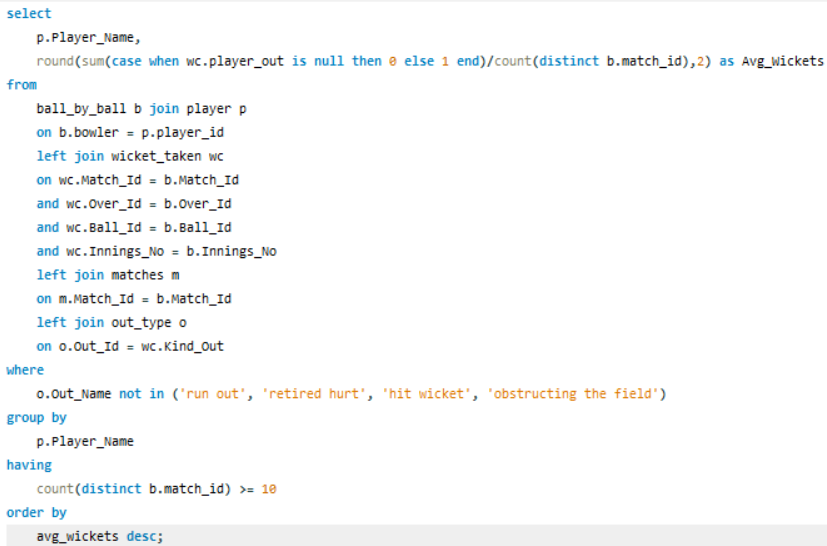 select
p.Player_Name,
round(sum(case when wc.player_out is null then 0 else 1 end)/count(distinct b.match_id),2) as Avg_Wickets
from
ball_by_ball b join player p
on b.bowler = p.player_id
left join wicket_taken wc
on wc.Match_Id = b.Match_Id
and wc.Over_Id = b.Over_Id
and wc.Ball_Id = b.Ball_Id
and wc.Innings_No = b.Innings_No
left join matches m
on m.Match_Id = b.Match_Id
left join out_type o
on o.Out_Id = wc.Kind_Out
where
o.Out_Name not in ('run out', 'retired hurt', 'hit wicket', 'obstructing the field')
group by
p.Player_Name
having
count(distinct b.match_id) >= 10
order by
avg_wickets desc;